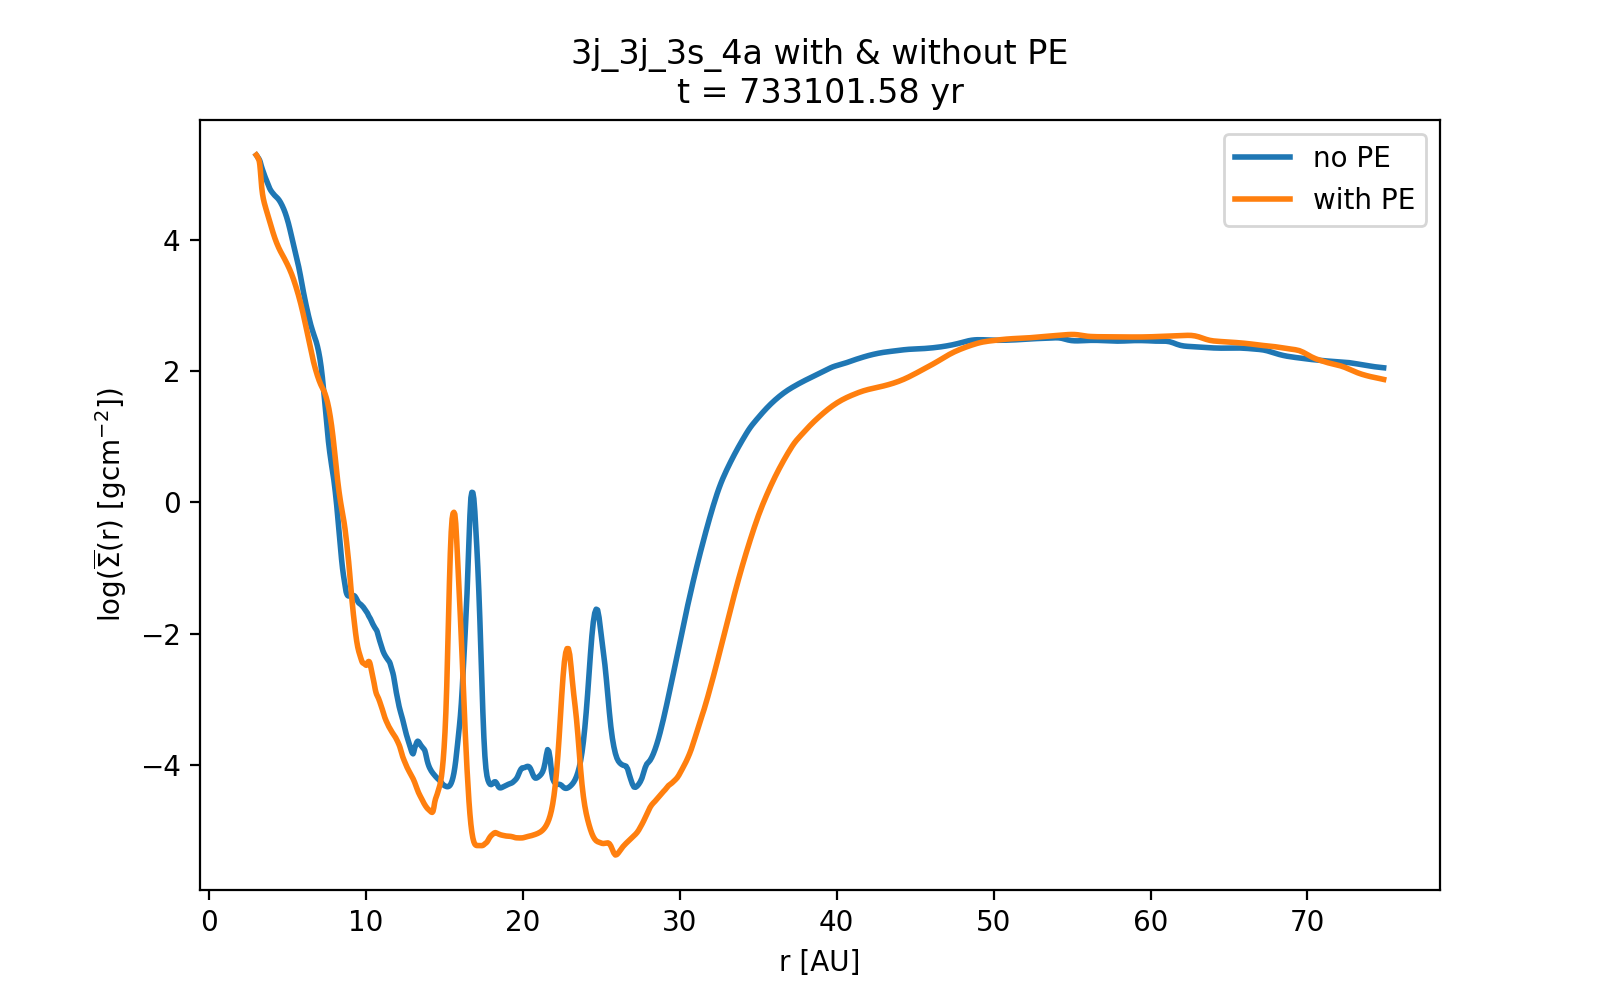 3j_3j_3s_4a with & without PE
t = 733101.58 yr
no PE
with PE
4
2
0
−2
−4
log(Σ̅(r) [gcm⁻²])
0 10 20 30 40 50 60 70
r [AU]